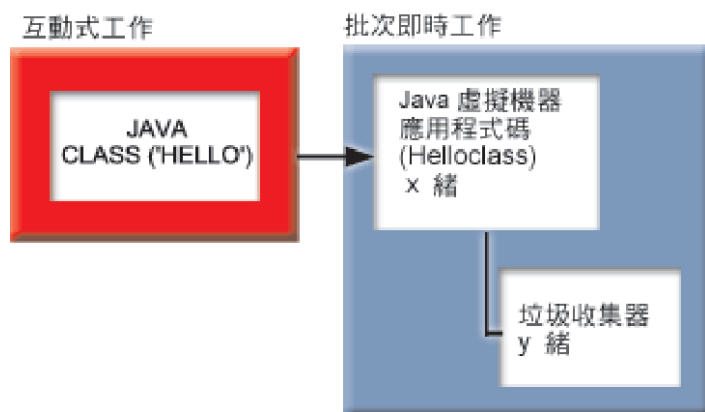 互動式工作
批次即時工作
JAVA
CLASS ('HELLO')
Java 虛擬機器
應用程式碼
(Helloclass)
x 緒
垃圾收集器
y 緒